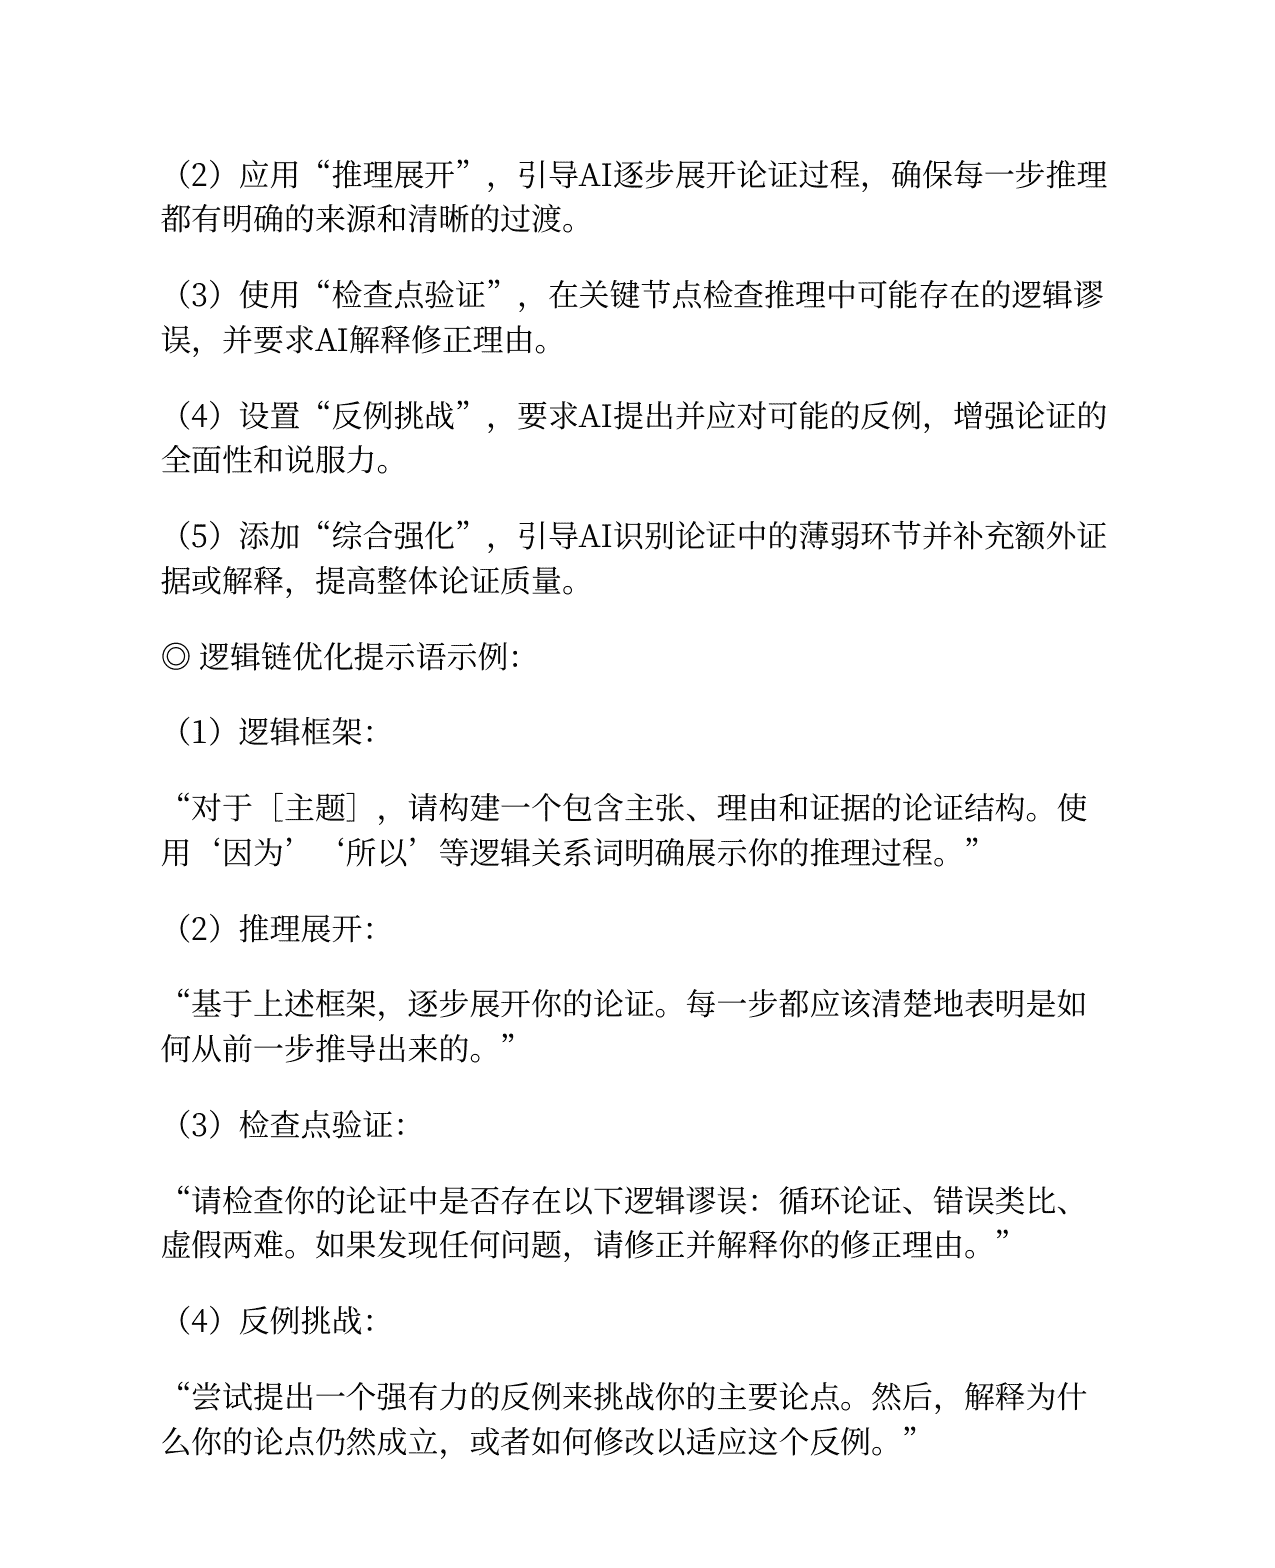 （2）应用“推理展开”，引导AI逐步展开论证过程，确保每一步推理
都有明确的来源和清晰的过渡。
（3）使用“检查点验证”，在关键节点检查推理中可能存在的逻辑谬
误，并要求AI解释修正理由。
（4）设置“反例挑战”，要求AI提出并应对可能的反例，增强论证的
全面性和说服力。
（5）添加“综合强化”，引导AI识别论证中的薄弱环节并补充额外证
据或解释，提高整体论证质量。
◎ 逻辑链优化提示语示例：
（1）逻辑框架：
“对于［主题］，请构建一个包含主张、理由和证据的论证结构。使
用‘因为’‘所以’等逻辑关系词明确展示你的推理过程。”
（2）推理展开：
“基于上述框架，逐步展开你的论证。每一步都应该清楚地表明是如
何从前一步推导出来的。”
（3）检查点验证：
“请检查你的论证中是否存在以下逻辑谬误：循环论证、错误类比、
虚假两难。如果发现任何问题，请修正并解释你的修正理由。”
（4）反例挑战：
“尝试提出一个强有力的反例来挑战你的主要论点。然后，解释为什
么你的论点仍然成立，或者如何修改以适应这个反例。”